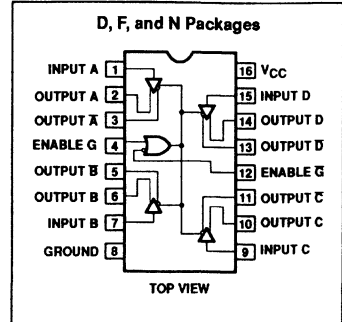 D, F, and N Packages
INPUT A 1
OUTPUT A 2
OUTPUT A̅ 3
ENABLE G 4
OUTPUT B̅ 5
OUTPUT B 6
INPUT B 7
GROUND 8
16 VCC
15 INPUT D
14 OUTPUT D
13 OUTPUT D̅
12 ENABLE G̅
11 OUTPUT C̅
10 OUTPUT C
9 INPUT C
TOP VIEW